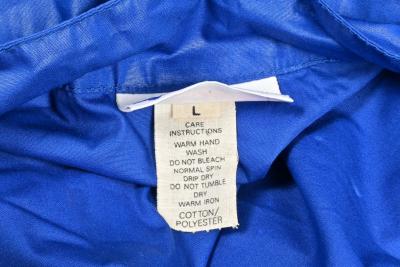 L
CARE
INSTRUCTIONS
WARM HAND
WASH
DO NOT BLEACH
NORMAL SPIN
DRIP DRY
DO NOT TUMBLE
DRY
WARM IRON
COTTON/
POLYESTER